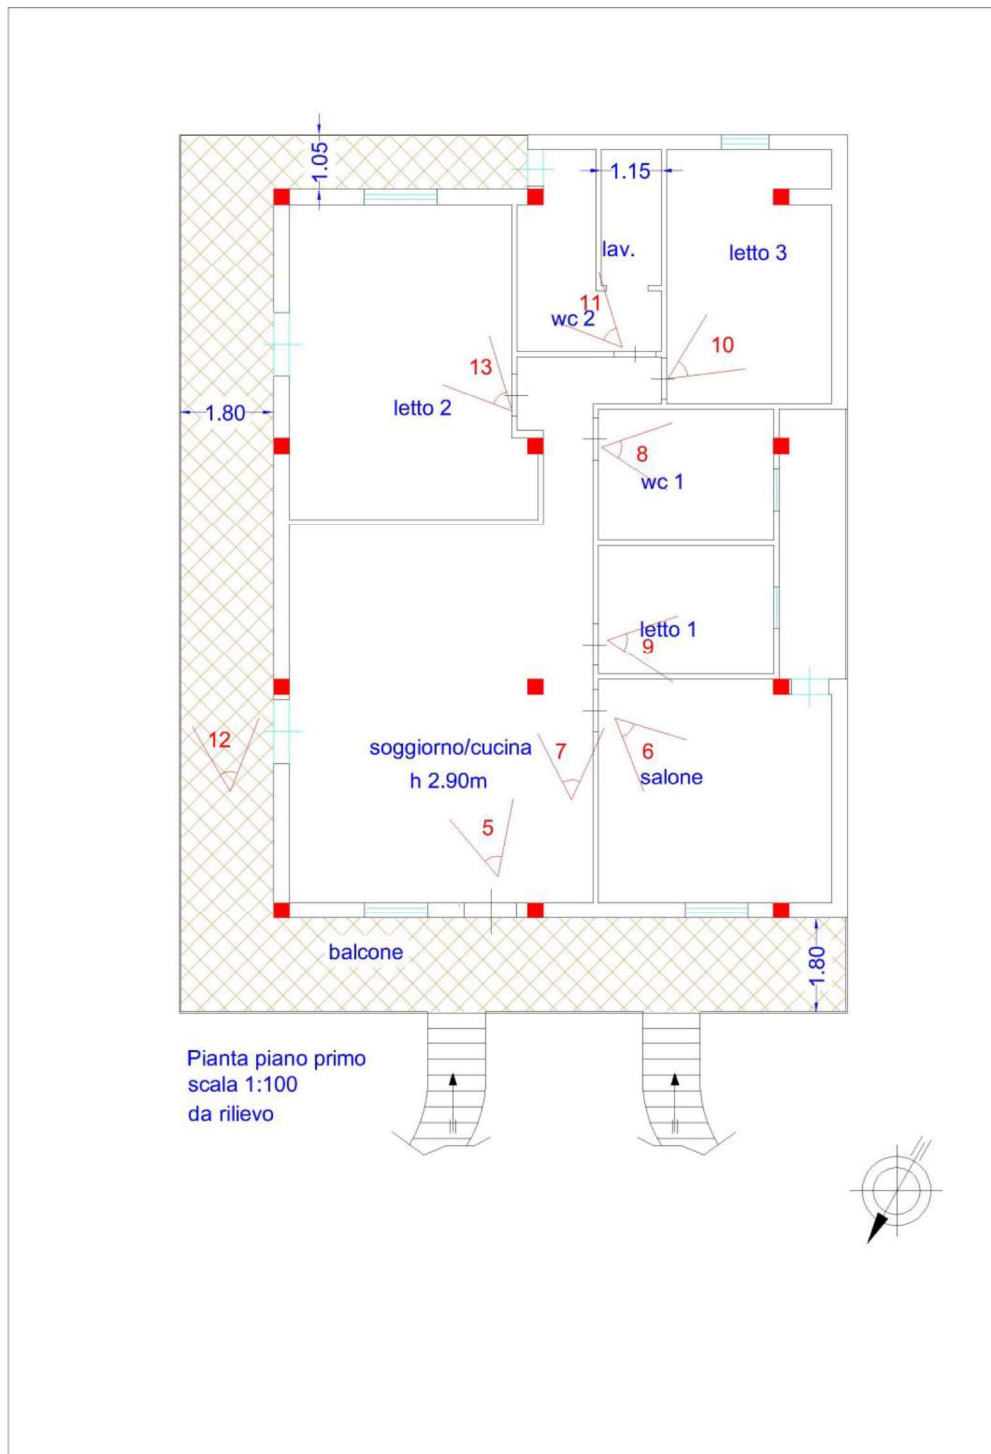 1.05
1.15
lav.
letto 3
11
wc 2
10
13
letto 2
1.80
8
wc 1
letto 1
9
12
soggiorno/cucina
h 2.90m
7
6
salone
5
balcone
1.80
Pianta piano primo
scala 1:100
da rilievo